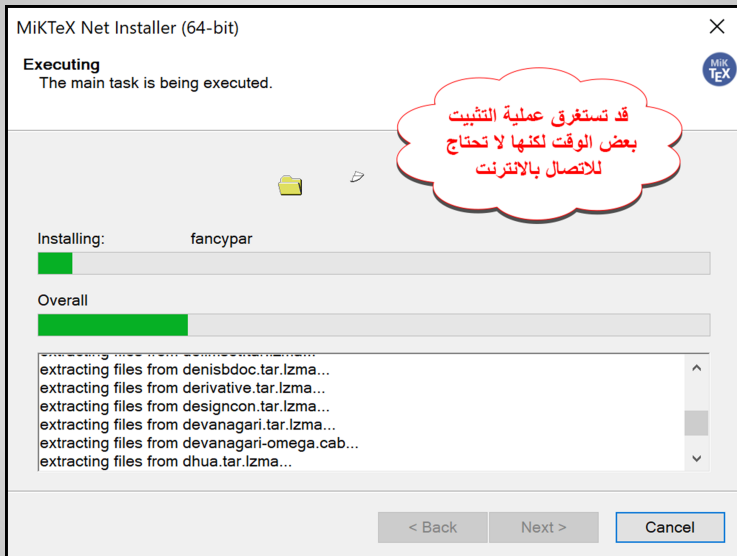 MiKTeX Net Installer (64-bit)
Executing
The main task is being executed.
MiK
TEX
قد تستغرق عملية التثبيت
بعض الوقت لكنها لا تحتاج
للاتصال بالانترنت
Installing: fancypar
Overall
extracting files from denisbdoc.tar.lzma...
extracting files from derivative.tar.lzma...
extracting files from designcon.tar.lzma...
extracting files from devanagari.tar.lzma...
extracting files from devanagari-omega.cab...
extracting files from dhua.tar.lzma...
< Back Next > Cancel